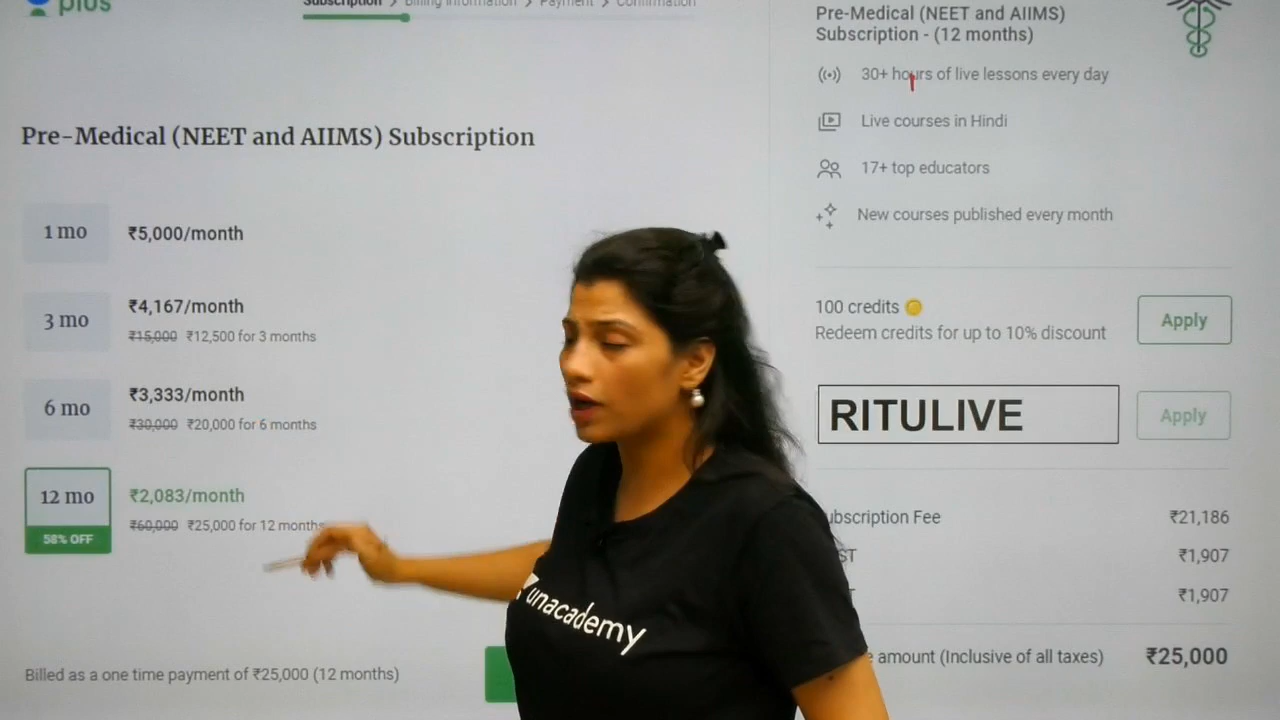 plus
Subscription > Billing information > Payment > Confirmation
Pre-Medical (NEET and AIIMS) Subscription
1 mo
₹5,000/month
3 mo
₹4,167/month
₹15,000 ₹12,500 for 3 months
6 mo
₹3,333/month
₹30,000 ₹20,000 for 6 months
12 mo
58% OFF
₹2,083/month
₹60,000 ₹25,000 for 12 months
Billed as a one time payment of ₹25,000 (12 months)
unacademy
Pre-Medical (NEET and AIIMS)
Subscription - (12 months)
30+ hours of live lessons every day
Live courses in Hindi
17+ top educators
New courses published every month
100 credits
Redeem credits for up to 10% discount
Apply
RITULIVE
Apply
Subscription Fee ₹21,186
₹1,907
₹1,907
amount (Inclusive of all taxes) ₹25,000